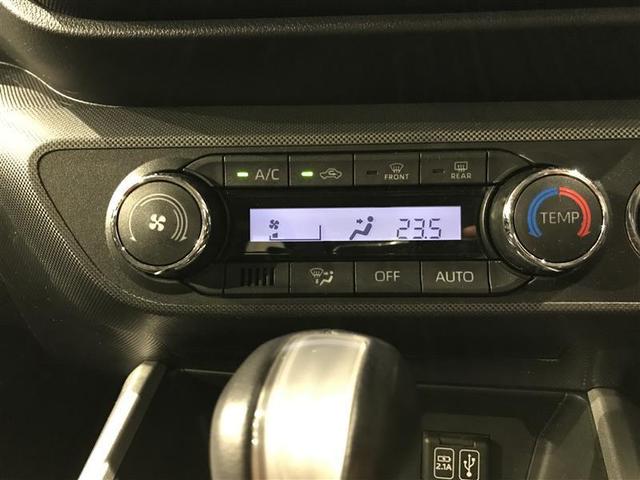 A/C
FRONT
REAR
23.5
TEMP
OFF
AUTO
2.1A